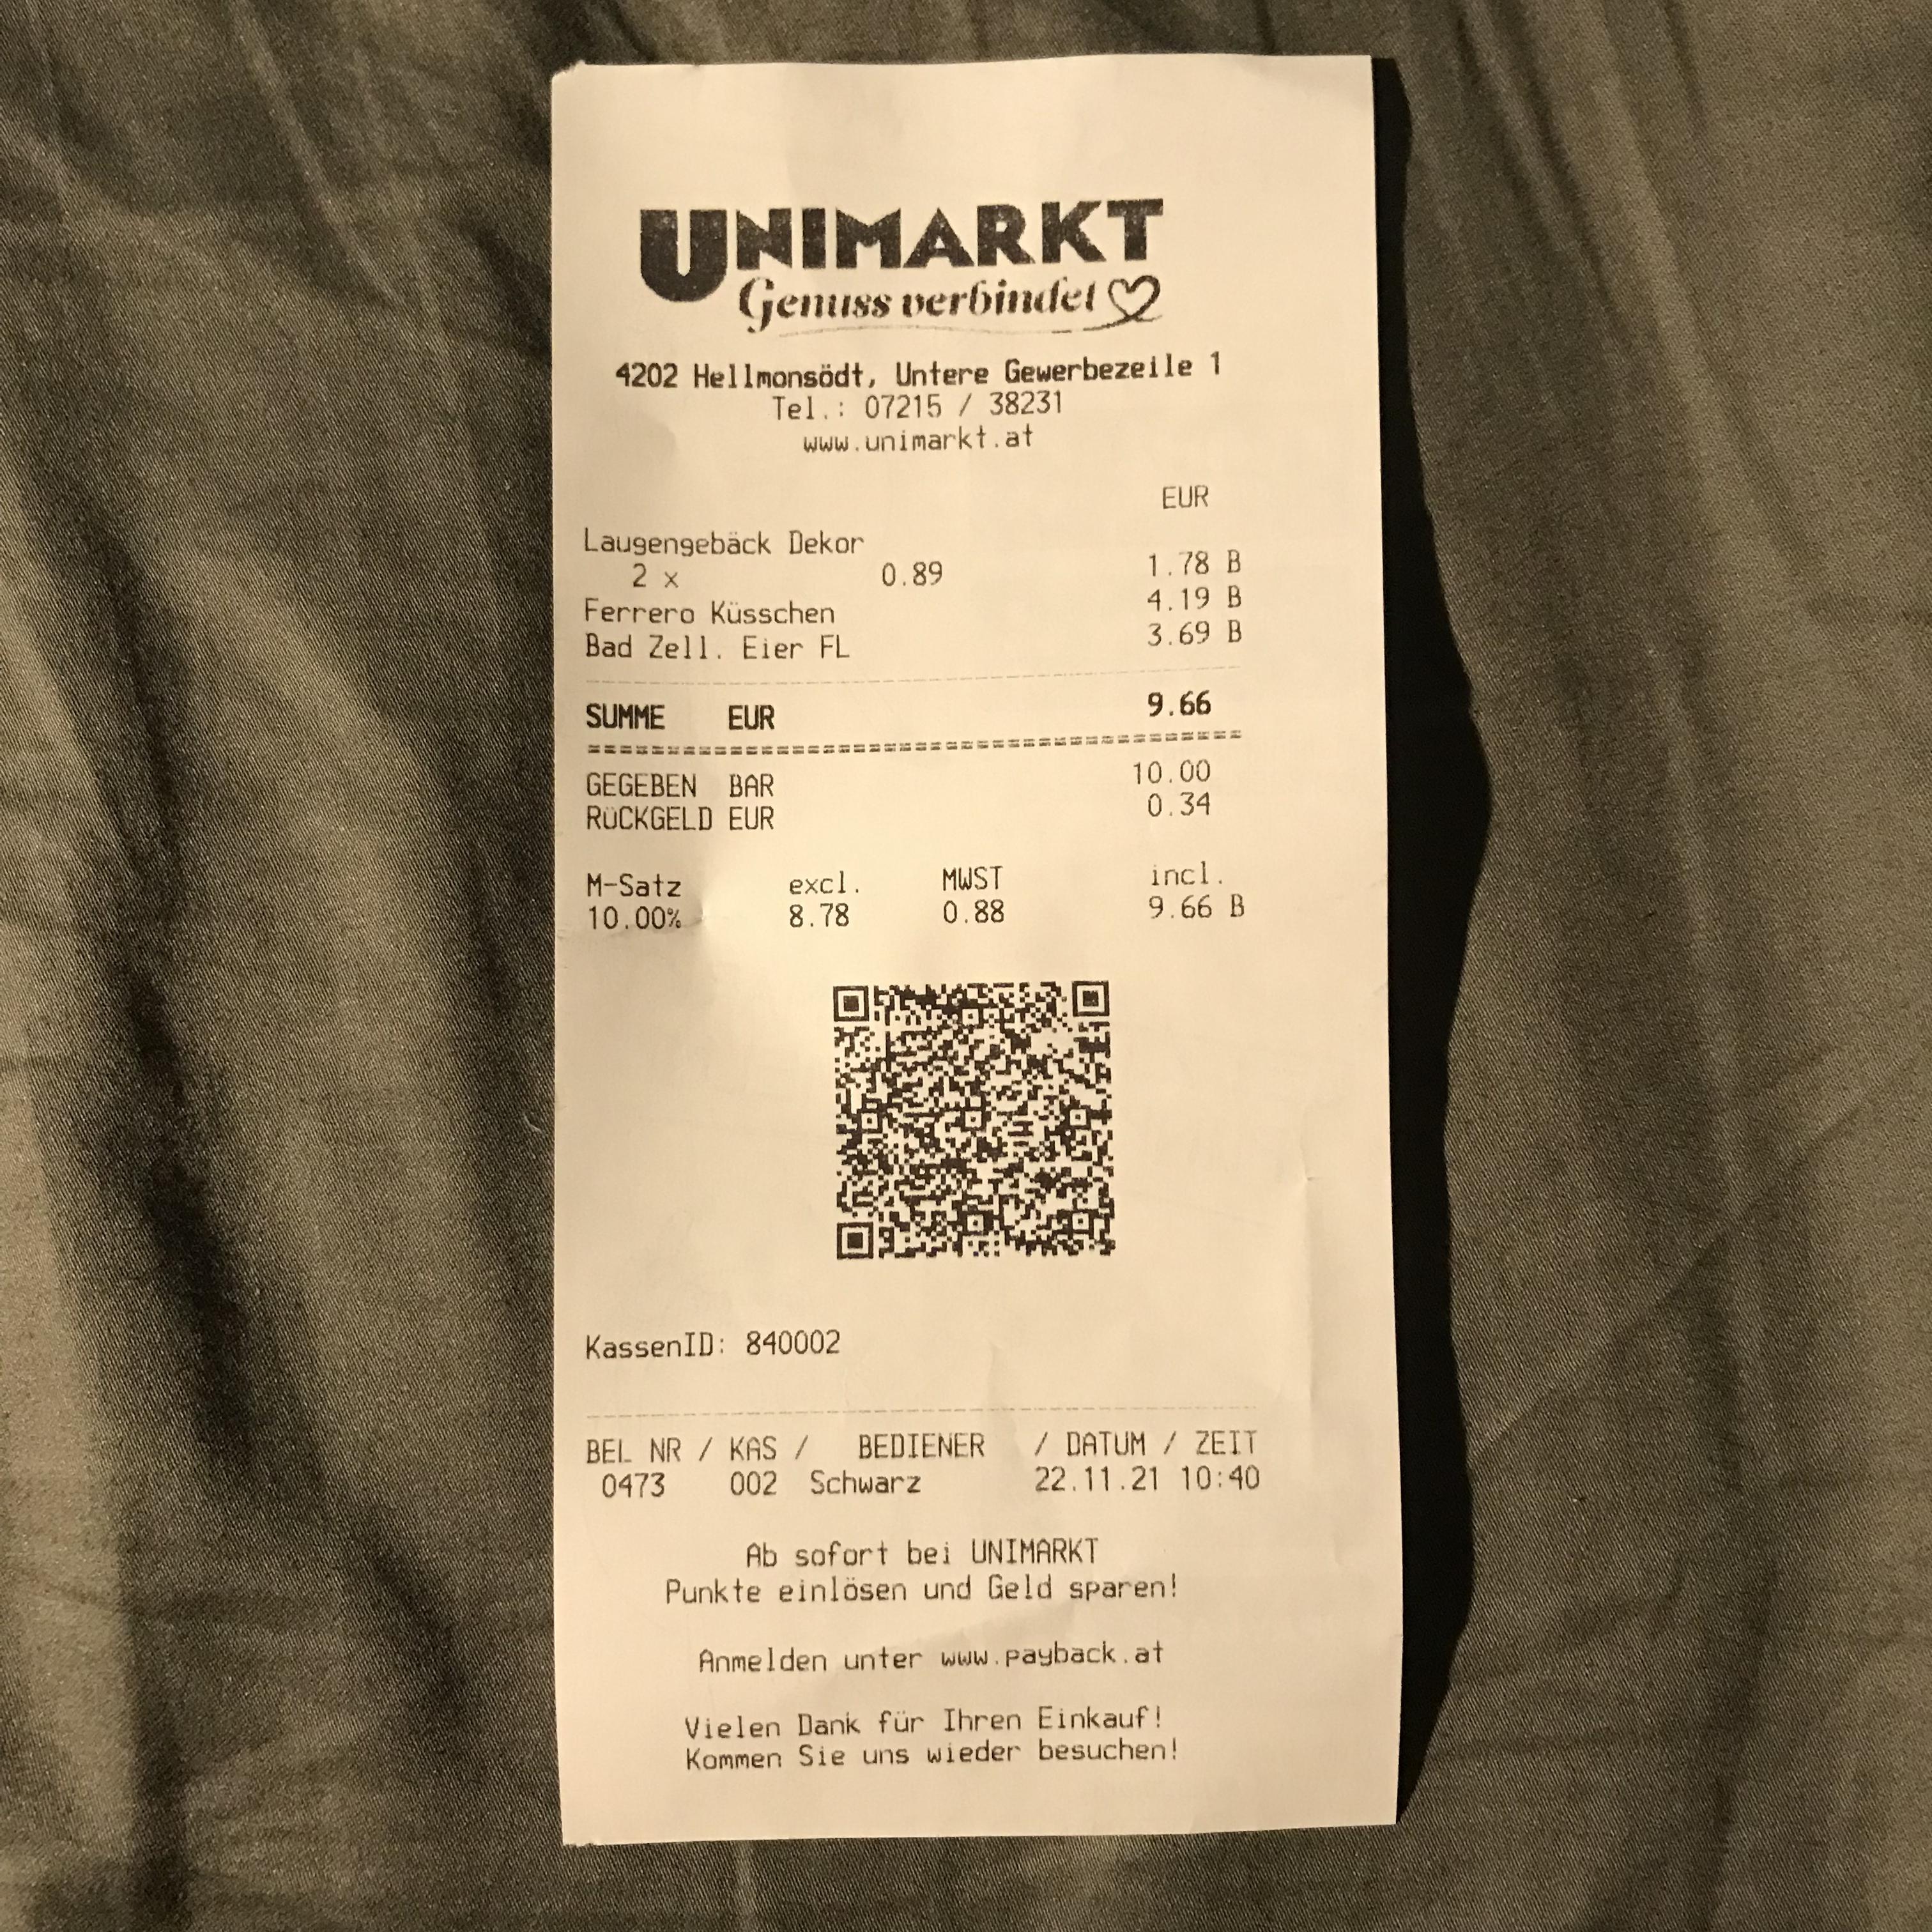 UNIMARKT
Genuss verbindet
4202 Hellmonsödt, Untere Gewerbezeile 1
Tel.: 07215 / 38231
www.unimarkt.at
EUR
Laugengebäck Dekor
2 x 0.89 1.78 B
Ferrero Küsschen 4.19 B
Bad Zell. Eier FL 3.69 B
SUMME EUR 9.66
GEGEBEN BAR 10.00
RÜCKGELD EUR 0.34
M-Satz excl. MWST incl.
10.00% 8.78 0.88 9.66 B
KassenID: 840002
BEL NR / KAS / BEDIENER / DATUM / ZEIT
0473 002 Schwarz 22.11.21 10:40
Ab sofort bei UNIMARKT
Punkte einlösen und Geld sparen!
Anmelden unter www.payback.at
Vielen Dank für Ihren Einkauf!
Kommen Sie uns wieder besuchen!